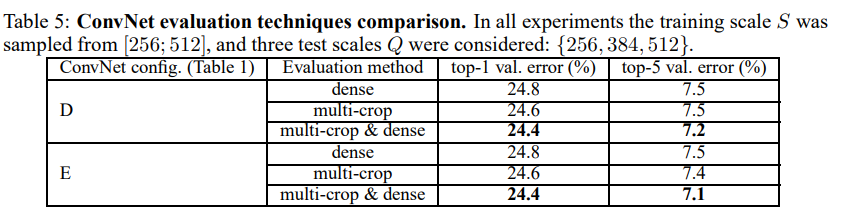 Table 5: ConvNet evaluation techniques comparison. In all experiments the training scale S was
sampled from [256; 512], and three test scales Q were considered: {256, 384, 512}.
ConvNet config. (Table 1) Evaluation method top-1 val. error (%) top-5 val. error (%)
D dense 24.8 7.5
multi-crop 24.6 7.5
multi-crop & dense 24.4 7.2
E dense 24.8 7.5
multi-crop 24.6 7.4
multi-crop & dense 24.4 7.1